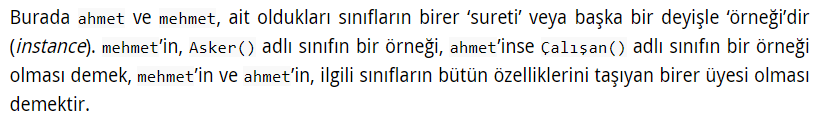 Burada ahmet ve mehmet, ait oldukları sınıfların birer ‘sureti’ veya başka bir deyişle ‘örneği’dir
(instance). mehmet’in, Asker() adlı sınıfın bir örneği, ahmet’inse Çalışan() adlı sınıfın bir örneği
olması demek, mehmet’in ve ahmet’in, ilgili sınıfların bütün özelliklerini taşıyan birer üyesi olması
demektir.